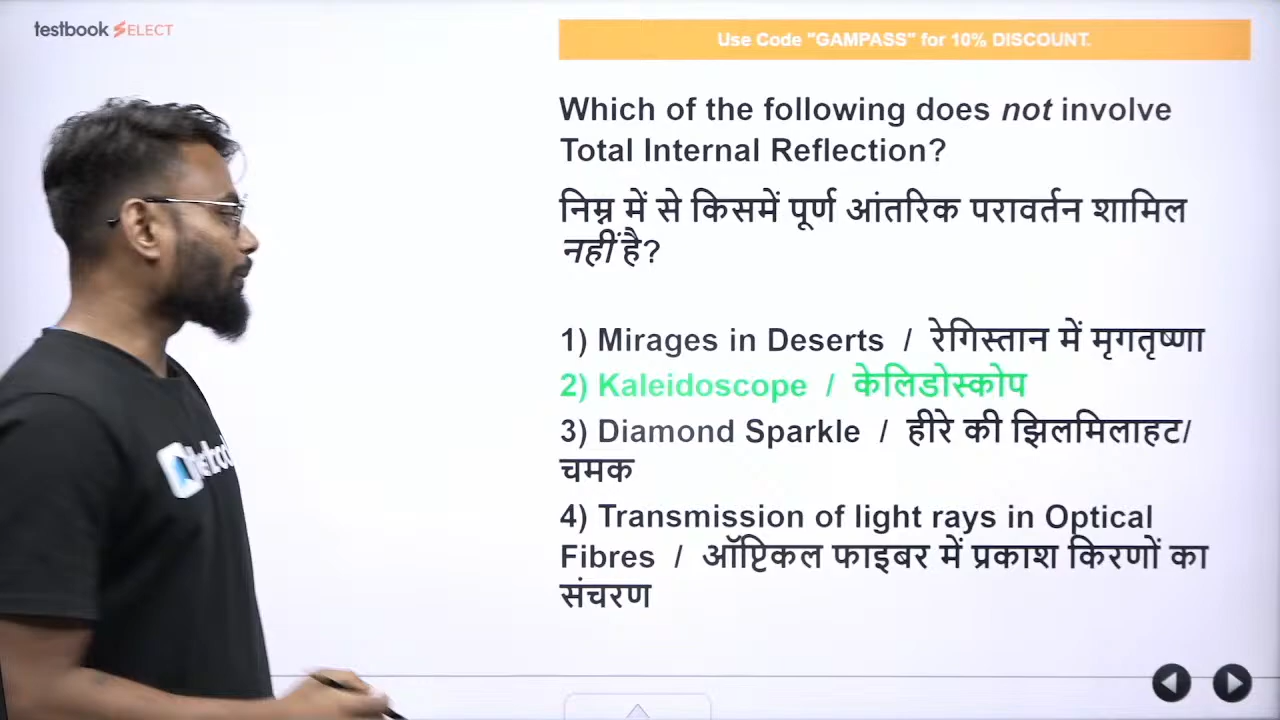 testbook SELECT
Use Code "GAMPASS" for 10% DISCOUNT.
Which of the following does not involve
Total Internal Reflection?
निम्न में से किसमें पूर्ण आंतरिक परावर्तन शामिल
नहीं है?
1) Mirages in Deserts / रेगिस्तान में मृगतृष्णा
2) Kaleidoscope / केलिडोस्कोप
3) Diamond Sparkle / हीरे की झिलमिलाहट/
चमक
4) Transmission of light rays in Optical
Fibres / ऑप्टिकल फाइबर में प्रकाश किरणों का
संचरण